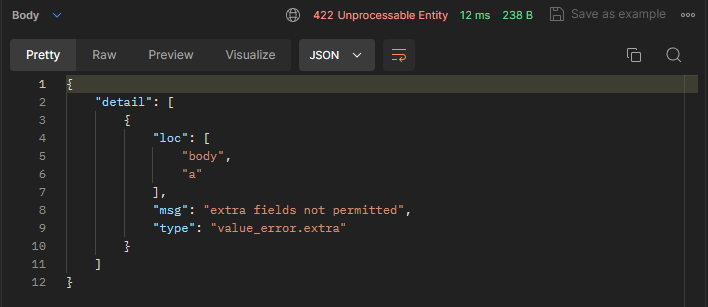 Body 422 Unprocessable Entity 12 ms 238 B Save as example
Pretty Raw Preview Visualize JSON
1 {
2 "detail": [
3 {
4 "loc": [
5 "body",
6 "a"
7 ],
8 "msg": "extra fields not permitted",
9 "type": "value_error.extra"
10 }
11 ]
12 }